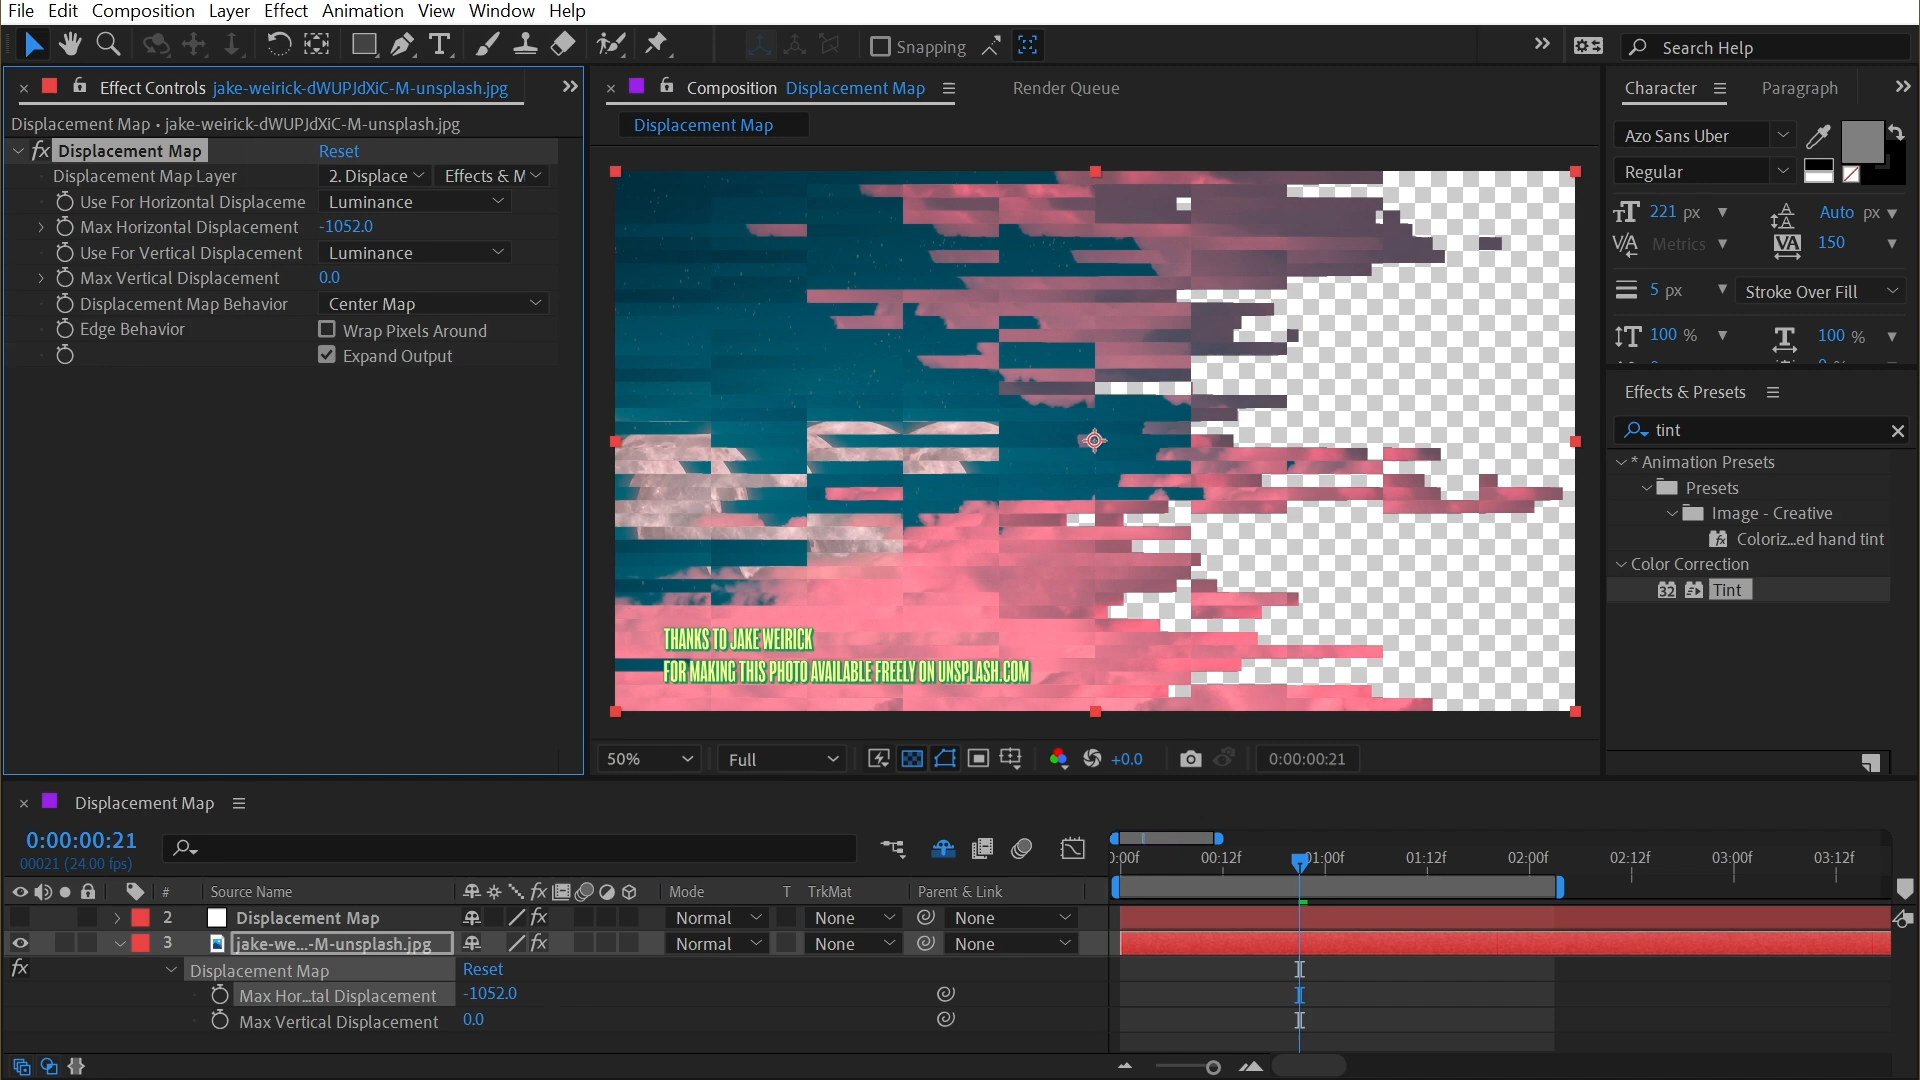 File Edit Composition Layer Effect Animation View Window Help
Snapping
Search Help
Effect Controls jake-weirick-dWUPJdXiC-M-unsplash.jpg
Displacement Map • jake-weirick-dWUPJdXiC-M-unsplash.jpg
fx Displacement Map Reset
Displacement Map Layer 2. Displace Effects & M
Use For Horizontal Displaceme Luminance
Max Horizontal Displacement -1052.0
Use For Vertical Displacement Luminance
Max Vertical Displacement 0.0
Displacement Map Behavior Center Map
Edge Behavior Wrap Pixels Around
Expand Output
Composition Displacement Map Render Queue
Displacement Map
THANKS TO JAKE WEIRICK
FOR MAKING THIS PHOTO AVAILABLE FREELY ON UNSPLASH.COM
50% Full +0.0 0:00:00:21
Character Paragraph
Azo Sans Uber
Regular
221 px Auto px
Metrics 150
5 px Stroke Over Fill
100 % 100 %
Effects & Presets
tint
* Animation Presets
Presets
Image - Creative
Coloriz...ed hand tint
Color Correction
32 Tint
Displacement Map
0:00:00:21
00021 (24.00 fps)
):00f 00:12f 01:00f 01:12f 02:00f 02:12f 03:00f 03:12f
# Source Name fx Mode T TrkMat Parent & Link
2 Displacement Map fx Normal None None
3 jake-we...-M-unsplash.jpg fx Normal None None
fx Displacement Map Reset
Max Hor...tal Displacement -1052.0
Max Vertical Displacement 0.0